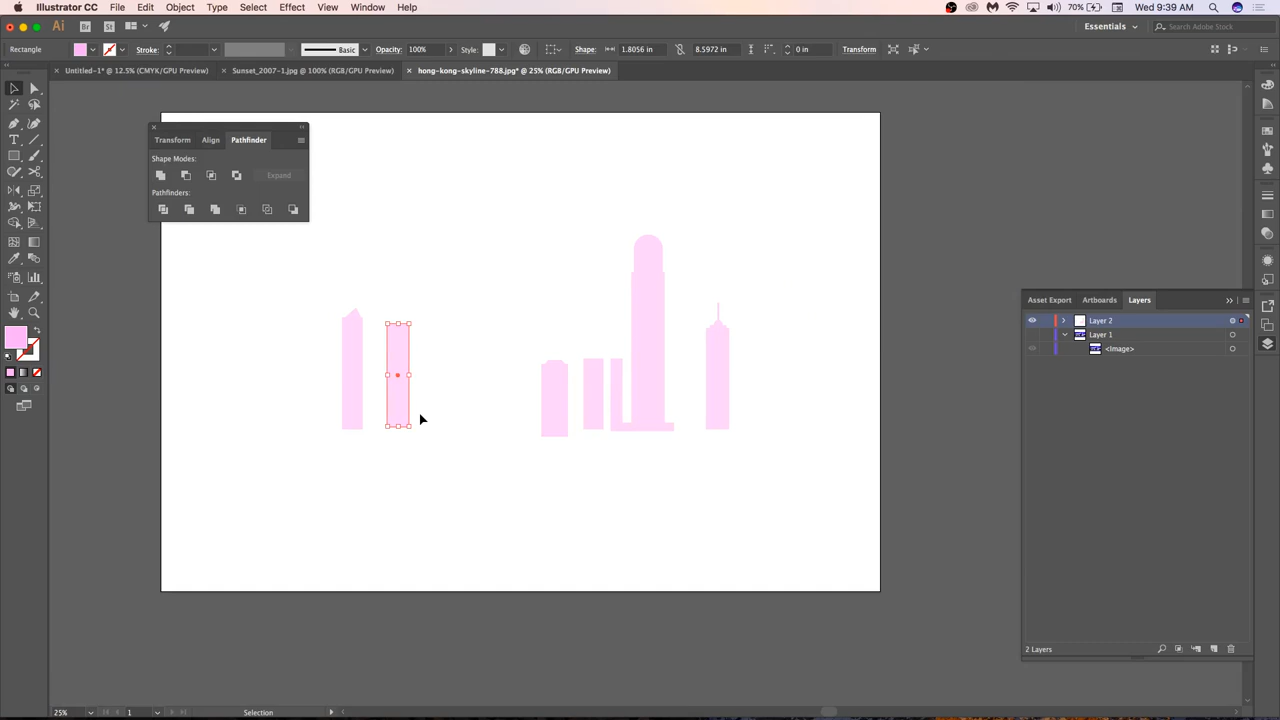 Illustrator CC File Edit Object Type Select Effect View Window Help 70% Wed 9:39 AM
Ai Br St Essentials Search Adobe Stock
Rectangle Stroke: Basic Opacity: 100% Style: Shape: 1.8056 in 8.5972 in 0 in Transform
Untitled-1* @ 12.5% (CMYK/GPU Preview) Sunset_2007-1.jpg @ 100% (RGB/GPU Preview) hong-kong-skyline-788.jpg* @ 25% (RGB/GPU Preview)
Transform Align Pathfinder
Shape Modes:
Expand
Pathfinders:
Asset Export Artboards Layers
Layer 2
Layer 1
<Image>
2 Layers
25% 1 Selection